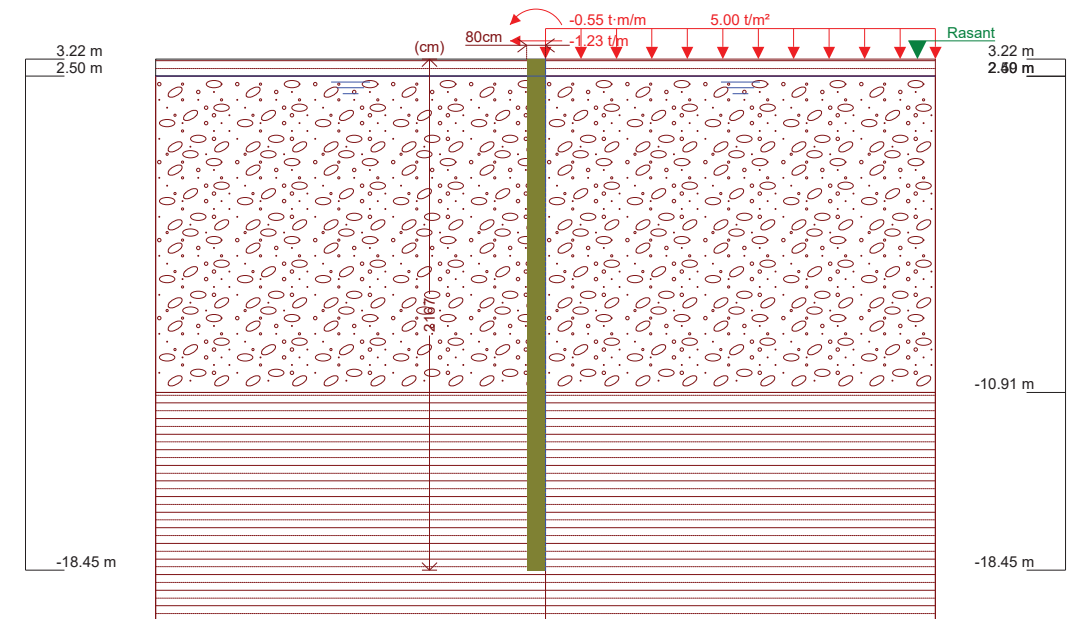 -0.55 t·m/m
5.00 t/m²
80cm
-1.23 t/m
Rasant
(cm)
3.22 m
3.22 m
2.50 m
2167
-10.91 m
-18.45 m
-18.45 m